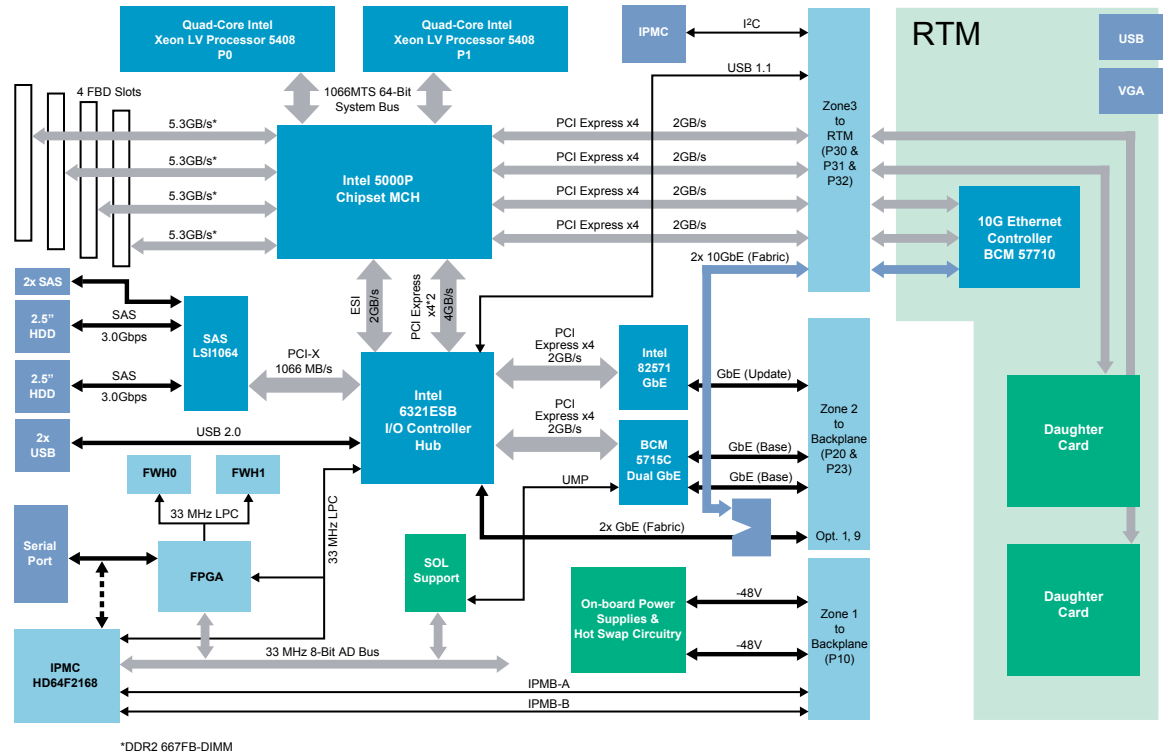 Quad-Core Intel
Xeon LV Processor 5408
P0
Quad-Core Intel
Xeon LV Processor 5408
P1
IPMC
I²C
RTM
USB
VGA
USB 1.1
4 FBD Slots
1066MTS 64-Bit
System Bus
5.3GB/s*
5.3GB/s*
5.3GB/s*
5.3GB/s*
Intel 5000P
Chipset MCH
PCI Express x4 2GB/s
PCI Express x4 2GB/s
PCI Express x4 2GB/s
PCI Express x4 2GB/s
Zone3
to
RTM
(P30 &
P31 &
P32)
10G Ethernet
Controller
BCM 57710
2x 10GbE (Fabric)
2x SAS
2.5”
HDD
SAS
3.0Gbps
2.5”
HDD
SAS
3.0Gbps
SAS
LSI1064
PCI-X
1066 MB/s
ESI
2GB/s
PCI Express
x4*2
4GB/s
Intel
6321ESB
I/O Controller
Hub
PCI
Express x4
2GB/s
PCI
Express x4
2GB/s
Intel
82571
GbE
BCM
5715C
Dual GbE
GbE (Update)
GbE (Base)
GbE (Base)
Zone 2
to
Backplane
(P20 &
P23)
Opt. 1, 9
Daughter
Card
2x
USB
USB 2.0
FWH0
FWH1
33 MHz LPC
33 MHz LPC
UMP
2x GbE (Fabric)
Serial
Port
FPGA
SOL
Support
On-board Power
Supplies &
Hot Swap Circuitry
-48V
-48V
Zone 1
to
Backplane
(P10)
Daughter
Card
IPMC
HD64F2168
33 MHz 8-Bit AD Bus
IPMB-A
IPMB-B
*DDR2 667FB-DIMM